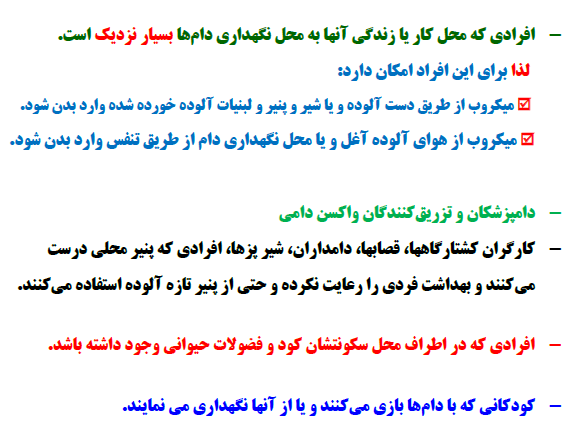 – افرادی که محل کار یا زندگی آنها به محل نگهداری دام‌ها بسیار نزدیک است.
لذا برای این افراد امکان دارد:
☑ میکروب از طریق دست آلوده و یا شیر و پنیر و لبنیات آلوده خورده شده وارد بدن شود.
☑ میکروب از هوای آلوده آغل و یا محل نگهداری دام از طریق تنفس وارد بدن شود.
– دامپزشکان و تزریق‌کنندگان واکسن دامی
– کارگران کشتارگاهها، قصابها، دامداران، شیر پزها، افرادی که پنیر محلی درست
می‌کنند و بهداشت فردی را رعایت نکرده و حتی از پنیر تازه آلوده استفاده می‌کنند.
– افرادی که در اطراف محل سکونتشان کود و فضولات حیوانی وجود داشته باشد.
– کودکانی که با دام‌ها بازی می‌کنند و یا از آنها نگهداری می نمایند.